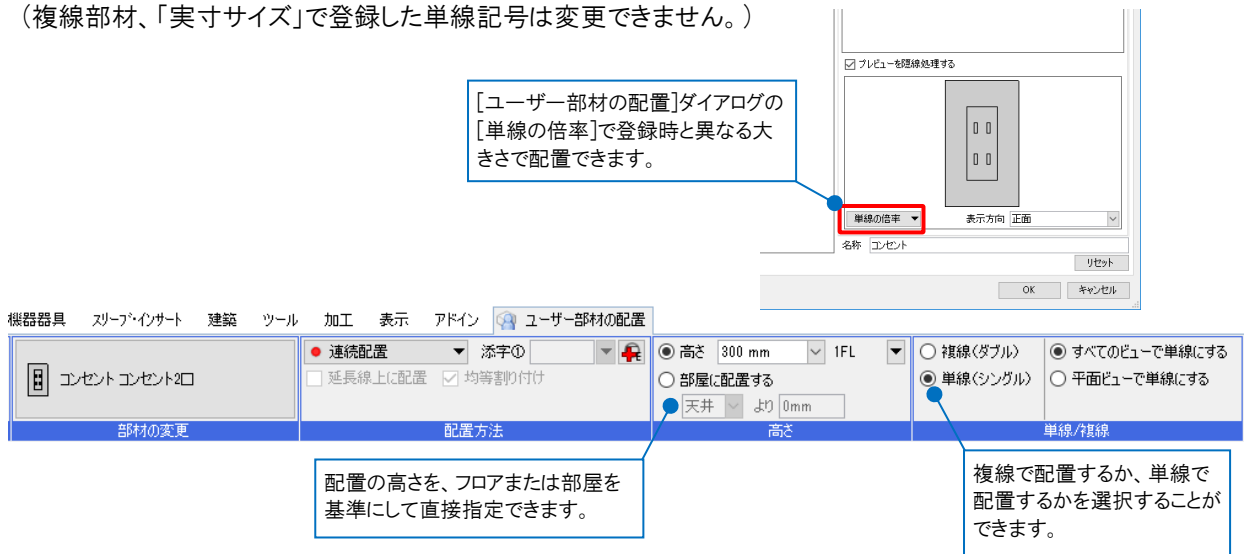 （複線部材、「実寸サイズ」で登録した単線記号は変更できません。）
プレビューを隠線処理する
[ユーザー部材の配置]ダイアログの
[単線の倍率]で登録時と異なる大
きさで配置できます。
単線の倍率
表示方向 正面
名称 コンセント
リセット
OK キャンセル
機器器具 スリーブ・インサート 建築 ツール 加工 表示 アドイン ユーザー部材の配置
コンセント コンセント2口
部材の変更
連続配置 添字①
延長線上に配置 均等割り付け
配置方法
高さ 300 mm 1FL
部屋に配置する
天井 より 0mm
高さ
複線(ダブル) すべてのビューで単線にする
単線(シングル) 平面ビューで単線にする
単線/複線
配置の高さを、フロアまたは部屋を
基準にして直接指定できます。
複線で配置するか、単線で
配置するかを選択することが
できます。